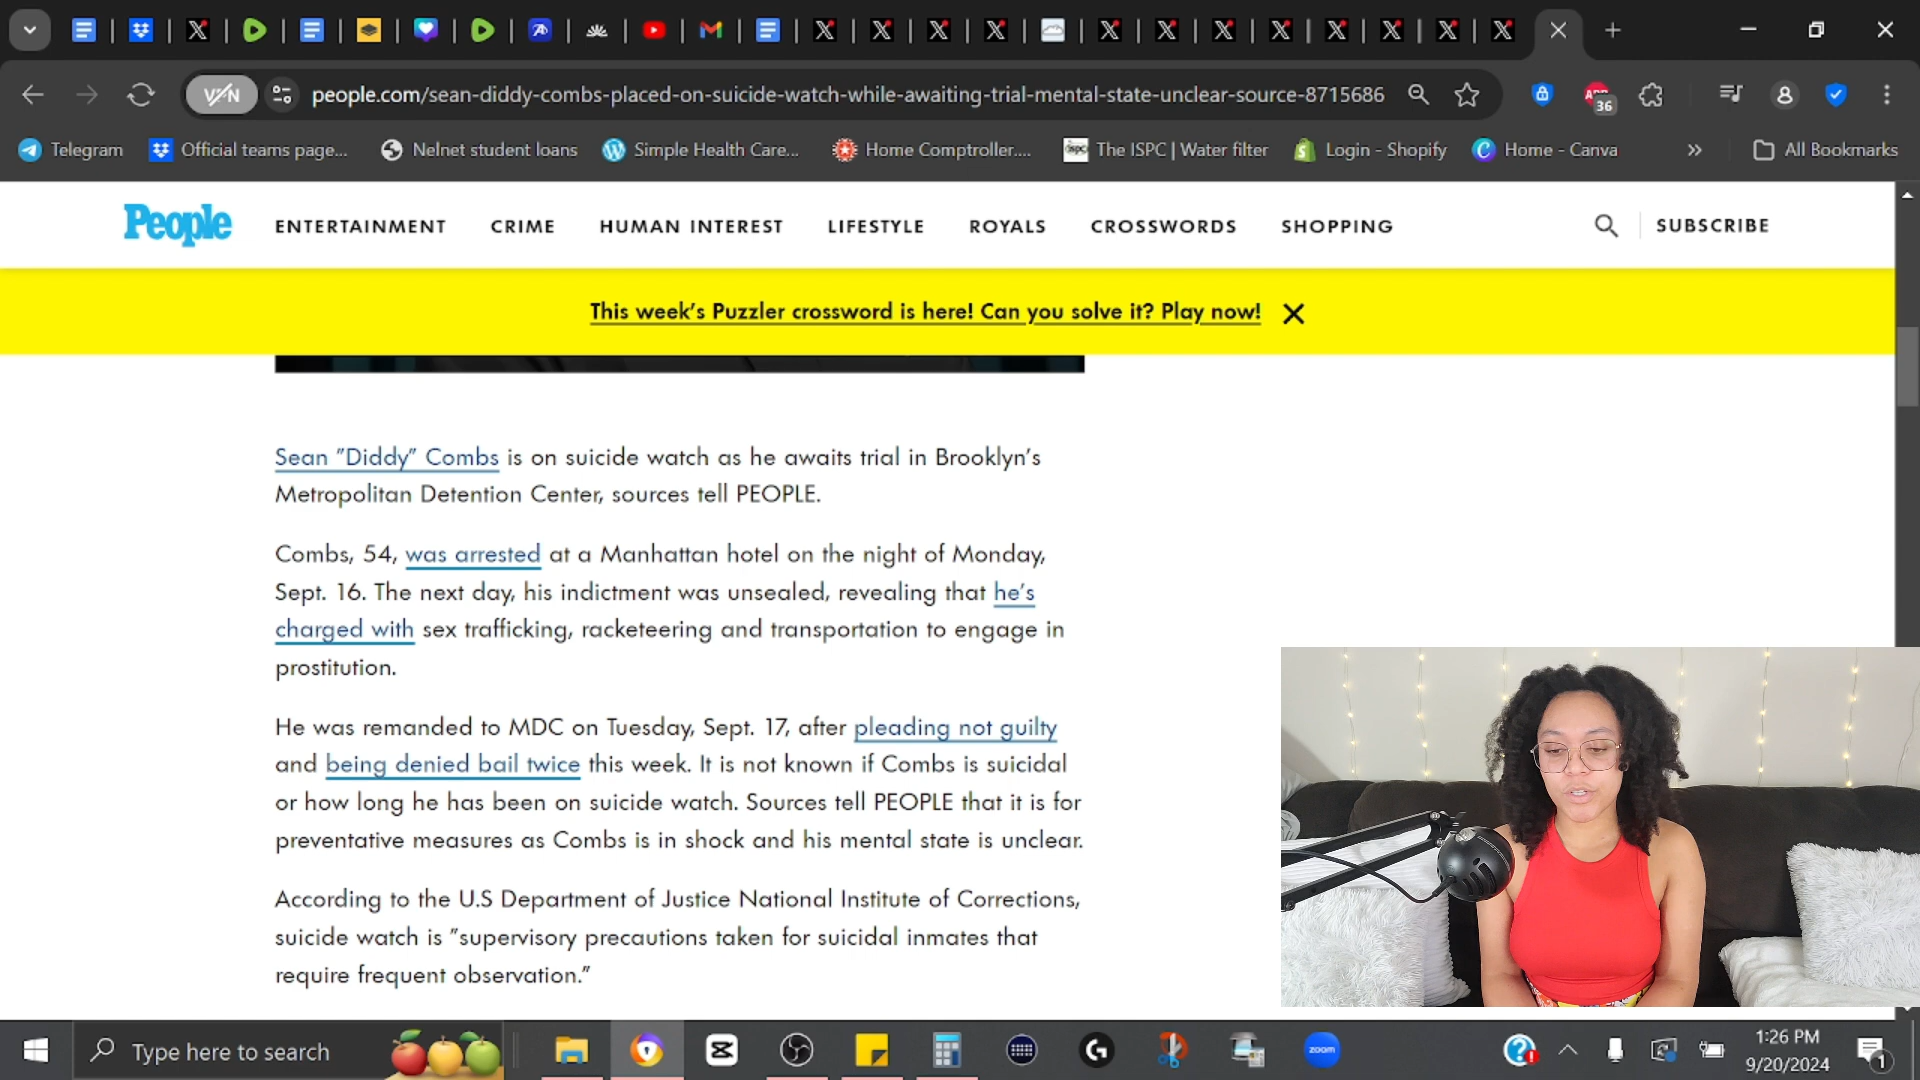 people.com/sean-diddy-combs-placed-on-suicide-watch-while-awaiting-trial-mental-state-unclear-source-8715686
36
Telegram
Official teams page...
Nelnet student loans
Simple Health Care...
Home Comptroller....
The ISPC | Water filter
Login - Shopify
Home - Canva
All Bookmarks
People
ENTERTAINMENT
CRIME
HUMAN INTEREST
LIFESTYLE
ROYALS
CROSSWORDS
SHOPPING
SUBSCRIBE
This week's Puzzler crossword is here! Can you solve it? Play now!
Sean "Diddy" Combs is on suicide watch as he awaits trial in Brooklyn's
Metropolitan Detention Center, sources tell PEOPLE.
Combs, 54, was arrested at a Manhattan hotel on the night of Monday,
Sept. 16. The next day, his indictment was unsealed, revealing that he's
charged with sex trafficking, racketeering and transportation to engage in
prostitution.
He was remanded to MDC on Tuesday, Sept. 17, after pleading not guilty
and being denied bail twice this week. It is not known if Combs is suicidal
or how long he has been on suicide watch. Sources tell PEOPLE that it is for
preventative measures as Combs is in shock and his mental state is unclear.
According to the U.S Department of Justice National Institute of Corrections,
suicide watch is "supervisory precautions taken for suicidal inmates that
require frequent observation."
Type here to search
zoom
1:26 PM
9/20/2024
1